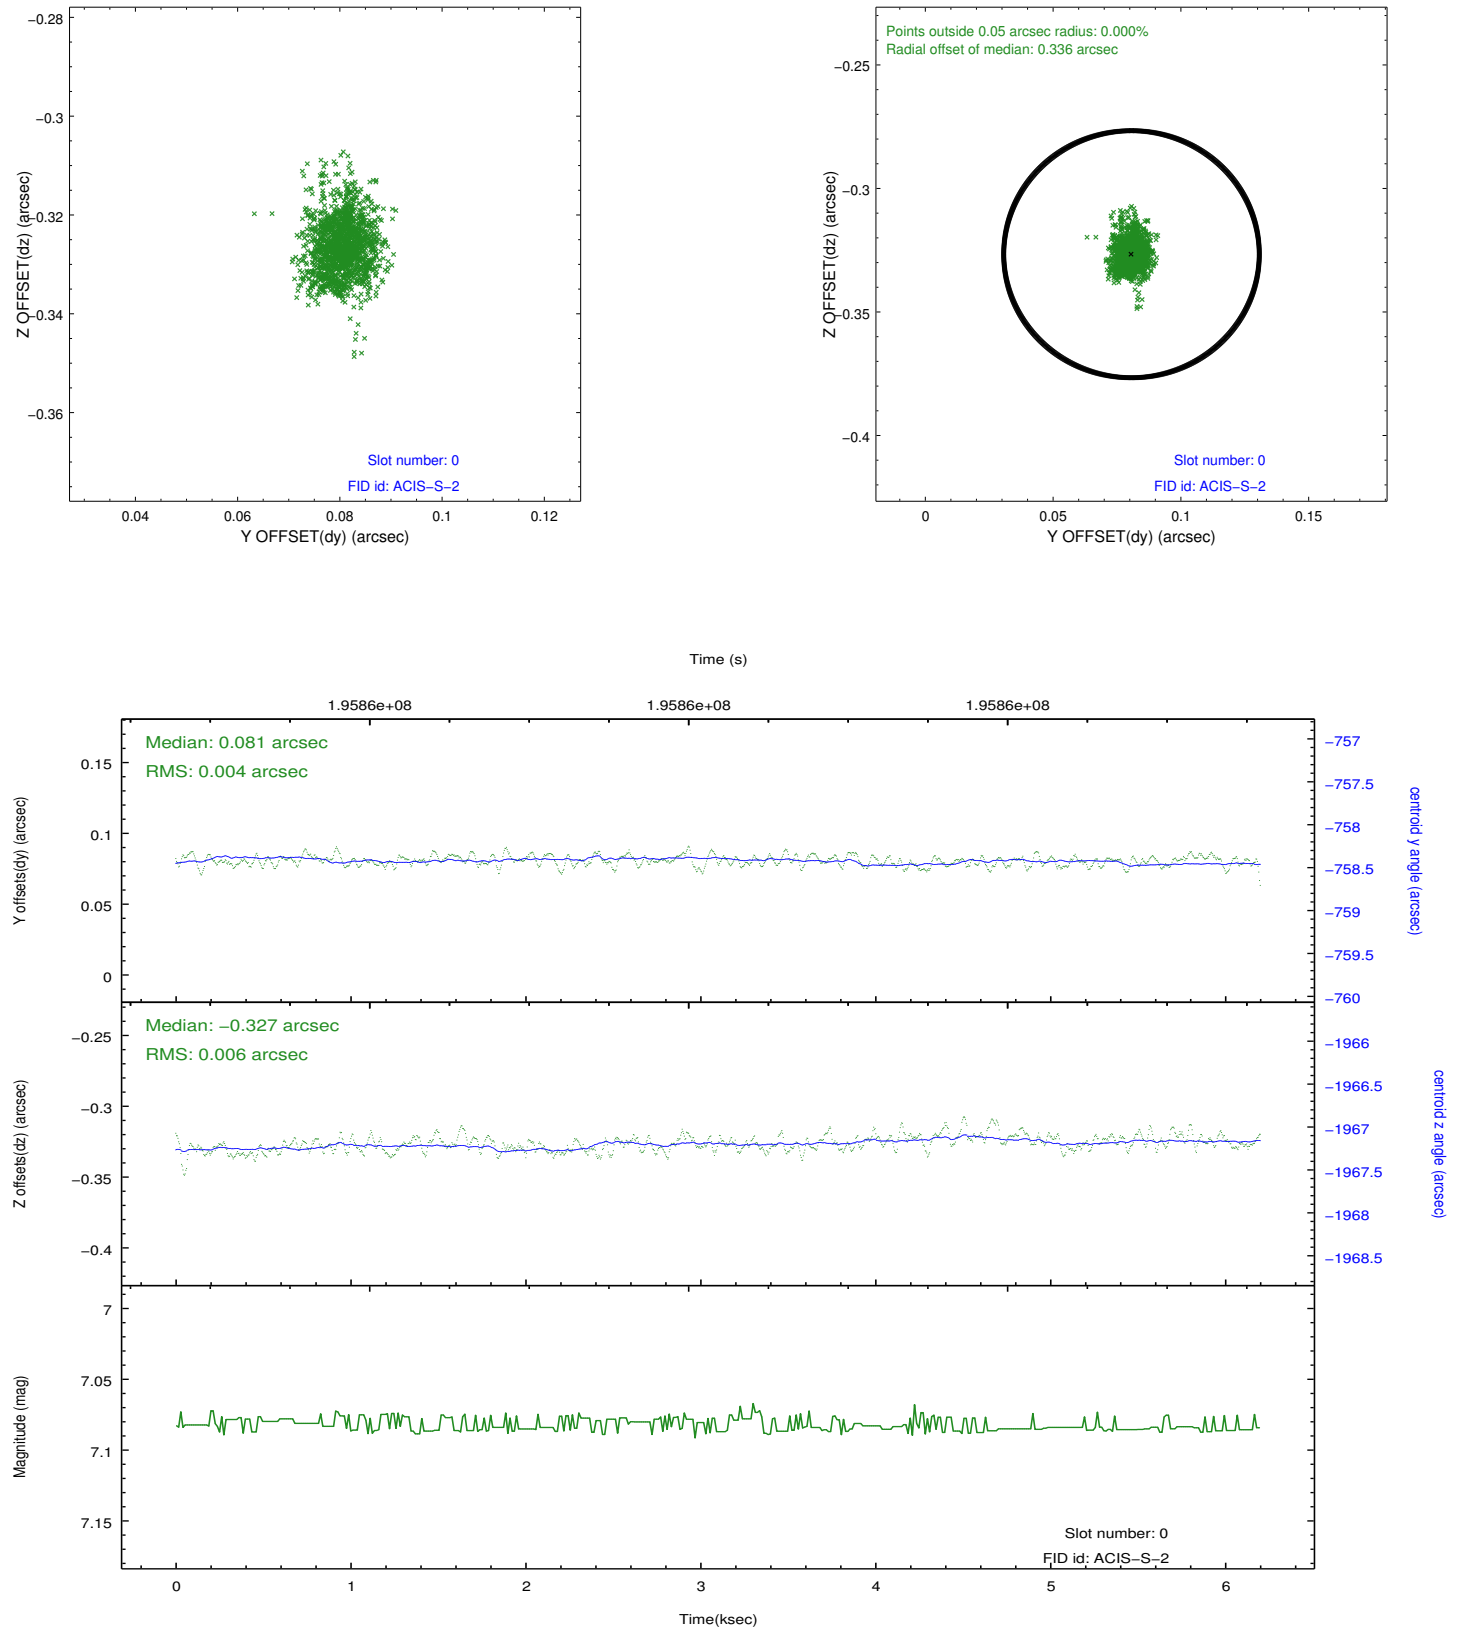 −0.28
−0.3
−0.32
−0.34
−0.36
Z OFFSET(dz) (arcsec)
Slot number: 0
FID id: ACIS−S−2
0.04
0.06
0.08
0.1
0.12
Y OFFSET(dy) (arcsec)
Points outside 0.05 arcsec radius: 0.000%
Radial offset of median: 0.336 arcsec
−0.25
−0.3
−0.35
−0.4
Z OFFSET(dz) (arcsec)
Slot number: 0
FID id: ACIS−S−2
0
0.05
0.1
0.15
Y OFFSET(dy) (arcsec)
Time (s)
1.9586e+08
1.9586e+08
1.9586e+08
Median: 0.081 arcsec
RMS: 0.004 arcsec
0.15
0.1
0.05
0
Y offsets(dy) (arcsec)
−757
−757.5
−758
−758.5
−759
−759.5
−760
centroid y angle (arcsec)
Median: −0.327 arcsec
RMS: 0.006 arcsec
−0.25
−0.3
−0.35
−0.4
Z offsets(dz) (arcsec)
−1966
−1966.5
−1967
−1967.5
−1968
−1968.5
centroid z angle (arcsec)
7
7.05
7.1
7.15
Magnitude (mag)
Slot number: 0
FID id: ACIS−S−2
0
1
2
3
4
5
6
Time(ksec)